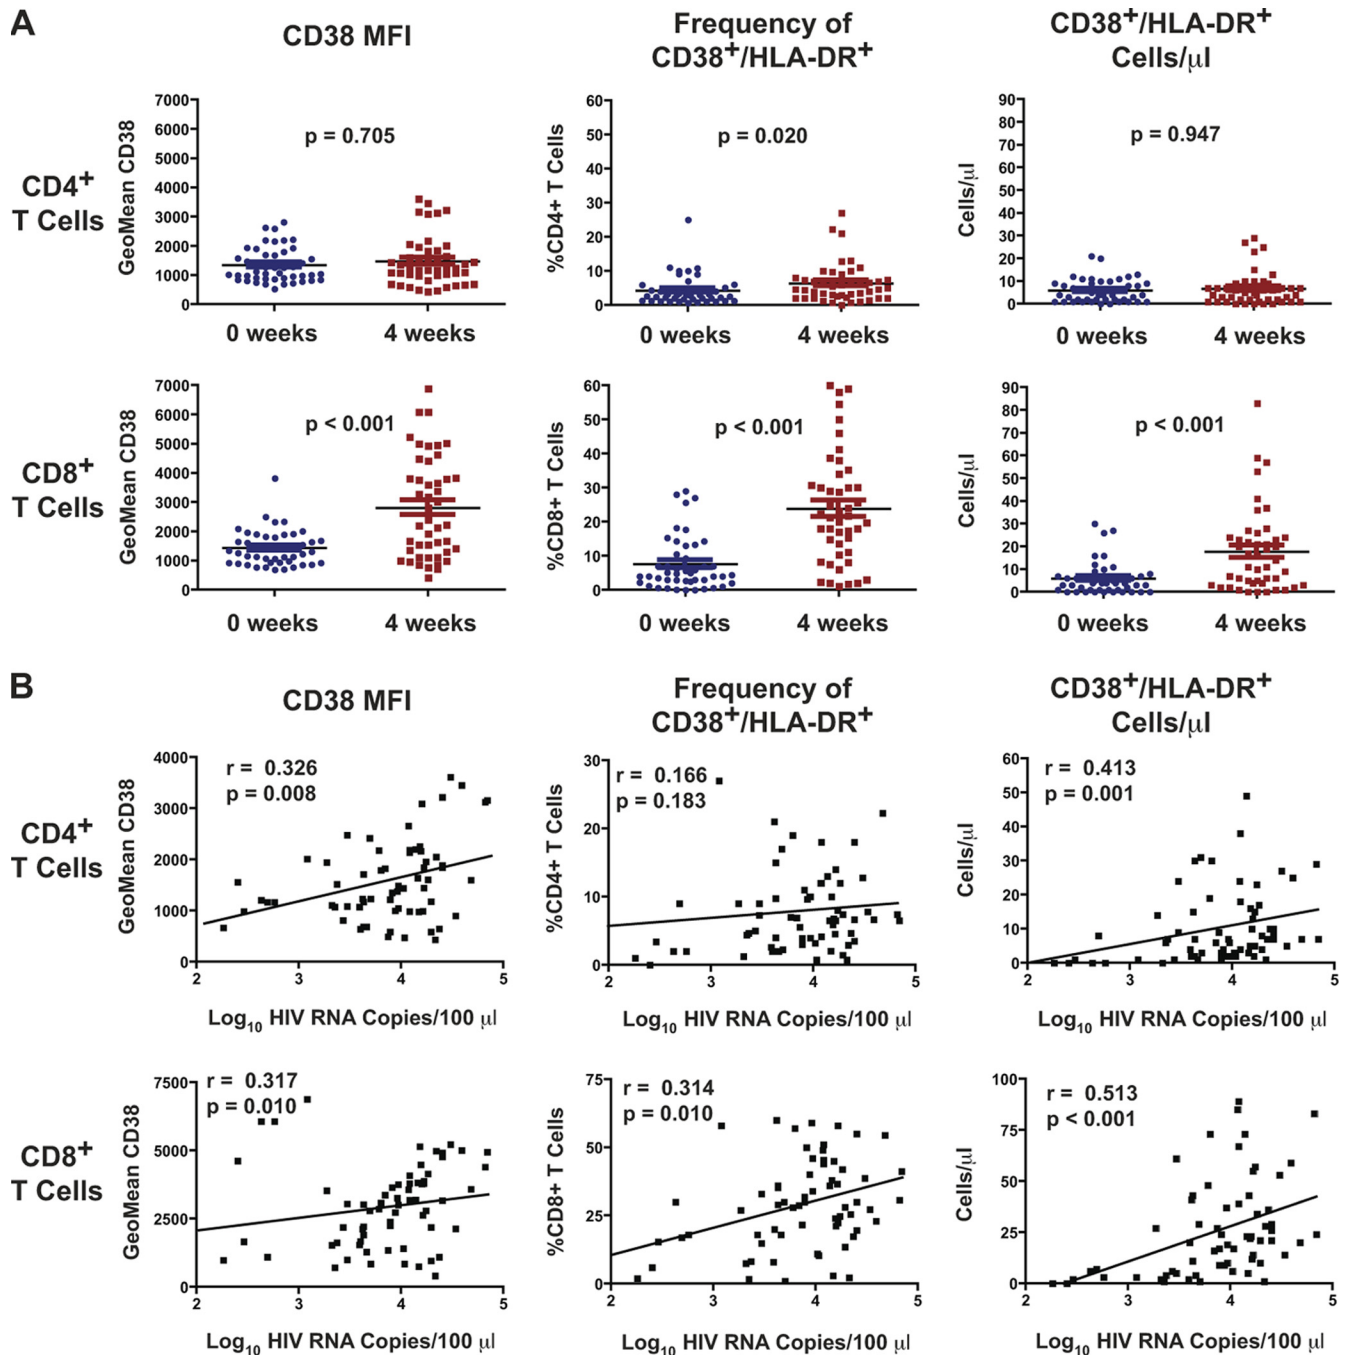 A
CD38 MFI
Frequency of
CD38+/HLA-DR+
CD38+/HLA-DR+
Cells/μl
CD4+
T Cells
GeoMean CD38
7000
6000
5000
4000
3000
2000
1000
0
p = 0.705
0 weeks
4 weeks
%CD4+ T Cells
60
50
40
30
20
10
0
p = 0.020
0 weeks
4 weeks
Cells/μl
90
80
70
60
50
40
30
20
10
0
p = 0.947
0 weeks
4 weeks
CD8+
T Cells
GeoMean CD38
7000
6000
5000
4000
3000
2000
1000
0
p < 0.001
0 weeks
4 weeks
%CD8+ T Cells
60
50
40
30
20
10
0
p < 0.001
0 weeks
4 weeks
Cells/μl
90
80
70
60
50
40
30
20
10
0
p < 0.001
0 weeks
4 weeks
B
CD38 MFI
Frequency of
CD38+/HLA-DR+
CD38+/HLA-DR+
Cells/μl
CD4+
T Cells
GeoMean CD38
4000
3000
2000
1000
0
r = 0.326
p = 0.008
2 3 4 5
Log10 HIV RNA Copies/100 μl
%CD4+ T Cells
30
20
10
0
r = 0.166
p = 0.183
2 3 4 5
Log10 HIV RNA Copies/100 μl
Cells/μl
60
50
40
30
20
10
0
r = 0.413
p = 0.001
2 3 4 5
Log10 HIV RNA Copies/100 μl
CD8+
T Cells
GeoMean CD38
7500
5000
2500
0
r = 0.317
p = 0.010
2 3 4 5
Log10 HIV RNA Copies/100 μl
%CD8+ T Cells
75
50
25
0
r = 0.314
p = 0.010
2 3 4 5
Log10 HIV RNA Copies/100 μl
Cells/μl
100
75
50
25
0
r = 0.513
p < 0.001
2 3 4 5
Log10 HIV RNA Copies/100 μl